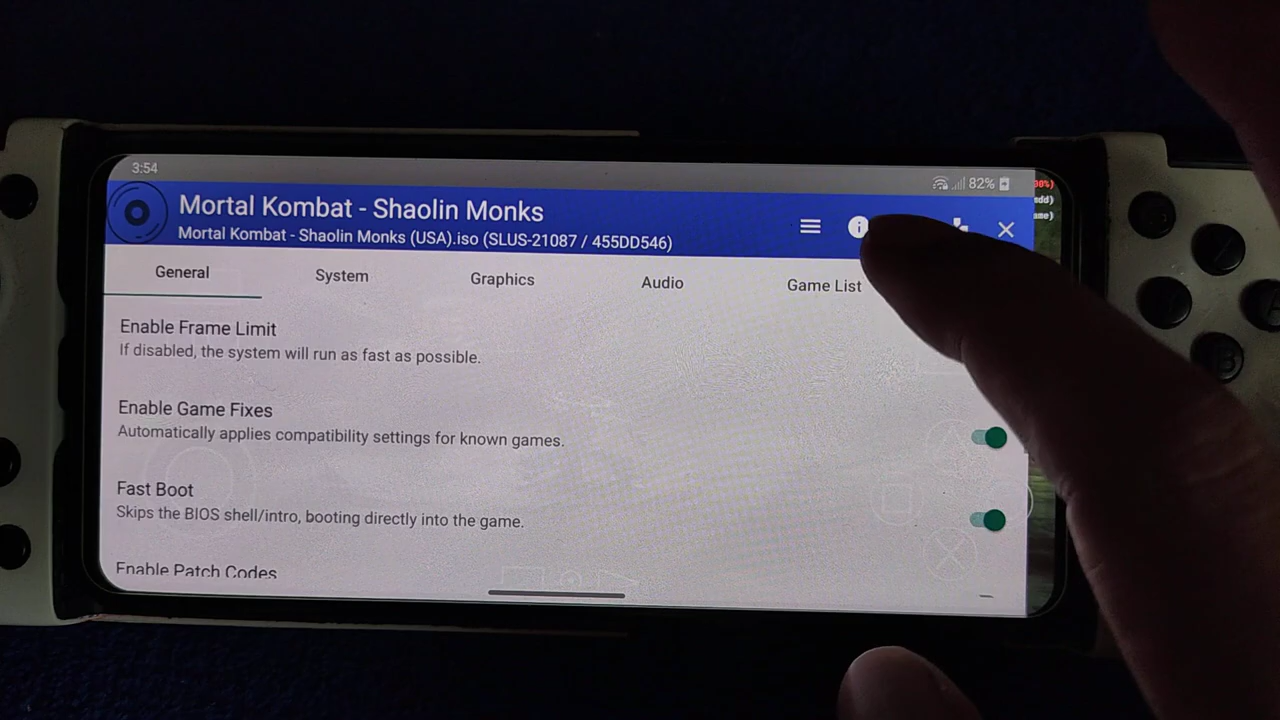 3:54
82%
Mortal Kombat - Shaolin Monks
Mortal Kombat - Shaolin Monks (USA).iso (SLUS-21087 / 455DD546)
General System Graphics Audio Game List
Enable Frame Limit
If disabled, the system will run as fast as possible.
Enable Game Fixes
Automatically applies compatibility settings for known games.
Fast Boot
Skips the BIOS shell/intro, booting directly into the game.
Enable Patch Codes